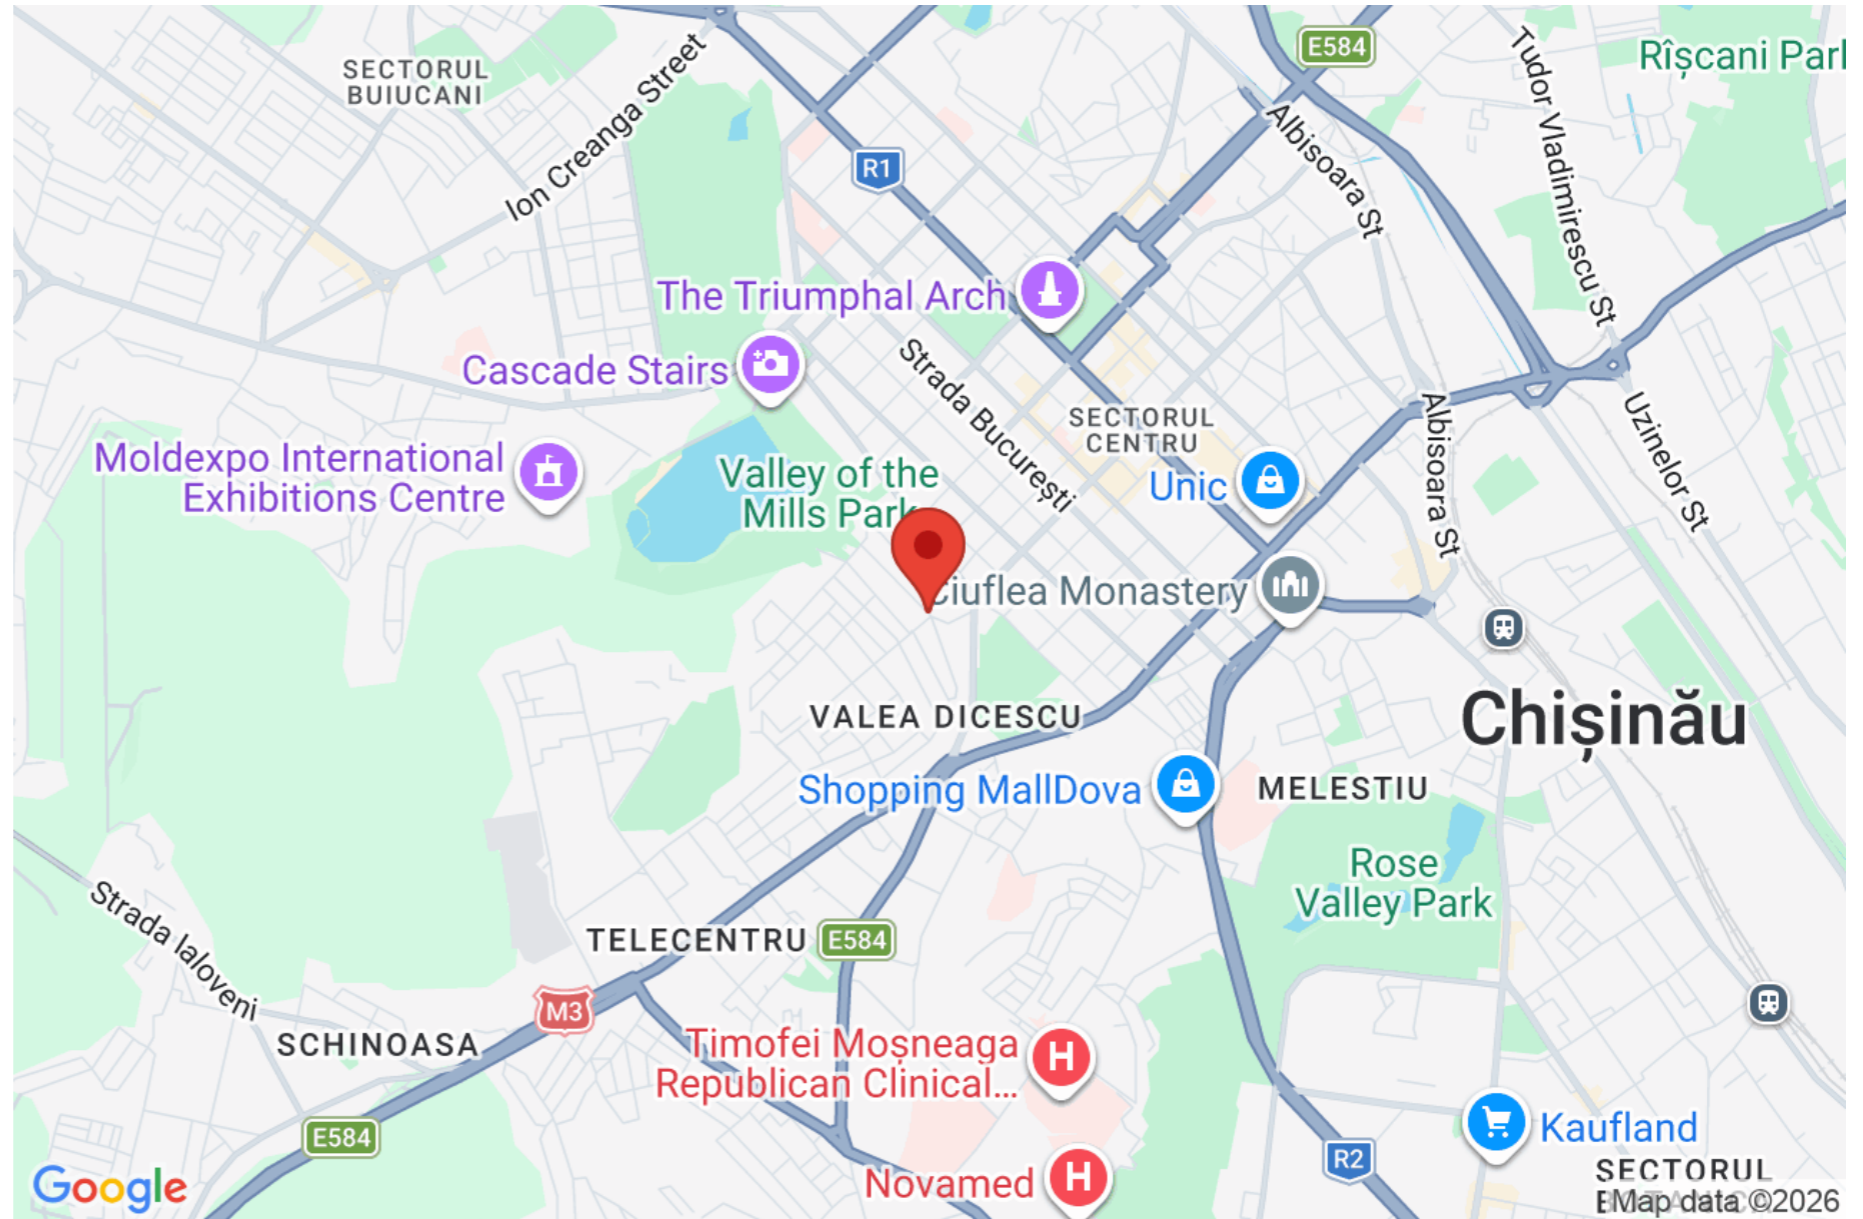 E584
Rîşcani Park
SECTORUL
BUIUCANI
Ion Creanga Street
Tudor Vladimirescu St
Albisoara St
R1
The Triumphal Arch
Cascade Stairs
Strada București
SECTORUL
CENTRU
Albisoara St
Uzinelor St
Moldexpo International
Exhibitions Centre
Valley of the
Mills Park
Unic
Ciuflea Monastery
VALEA DICESCU
Chișinău
Shopping MallDova
MELESTIU
Rose
Valley Park
Strada Ialoveni
TELECENTRU
E584
M3
SCHINOASA
Timofei Moșneaga
Republican Clinical...
H
E584
Kaufland
R2
Novamed
H
SECTORUL
Google
Map data ©2026